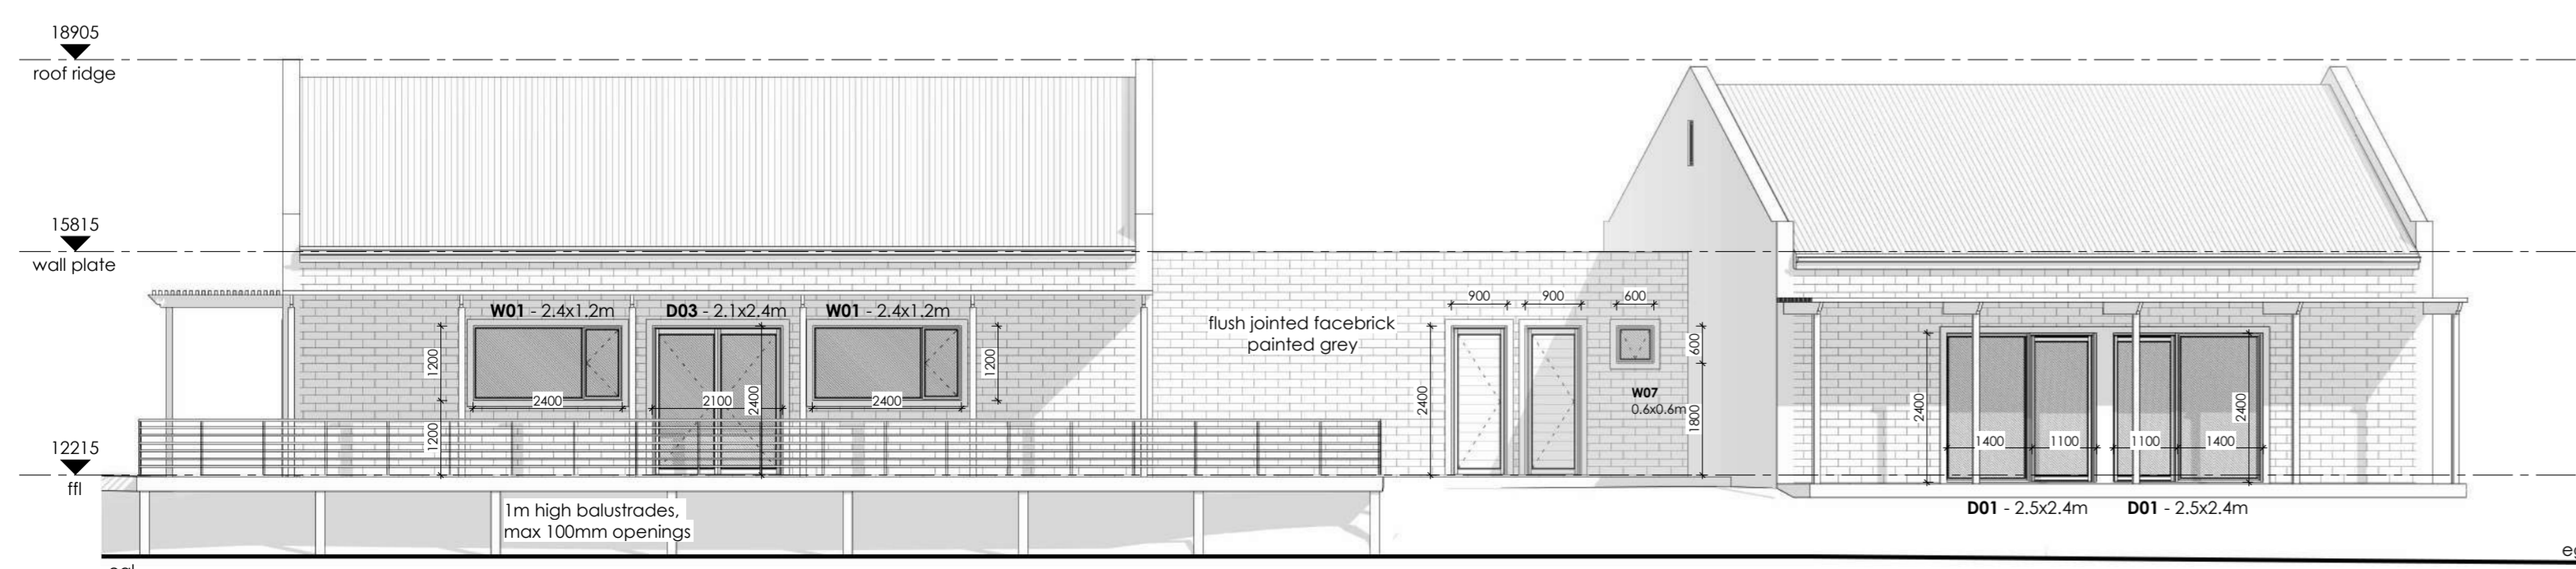 18905
roof ridge
15815
wall plate
12215
ffl
W01 - 2.4x1.2m
D03 - 2.1x2.4m
W01 - 2.4x1.2m
1200
1200
2400
2100
2400
2400
1200
1m high balustrades,
max 100mm openings
flush jointed facebrick
painted grey
900
900
600
2400
600
1800
W07
0.6x0.6m
2400
1400
1100
1100
1400
2400
D01 - 2.5x2.4m
D01 - 2.5x2.4m